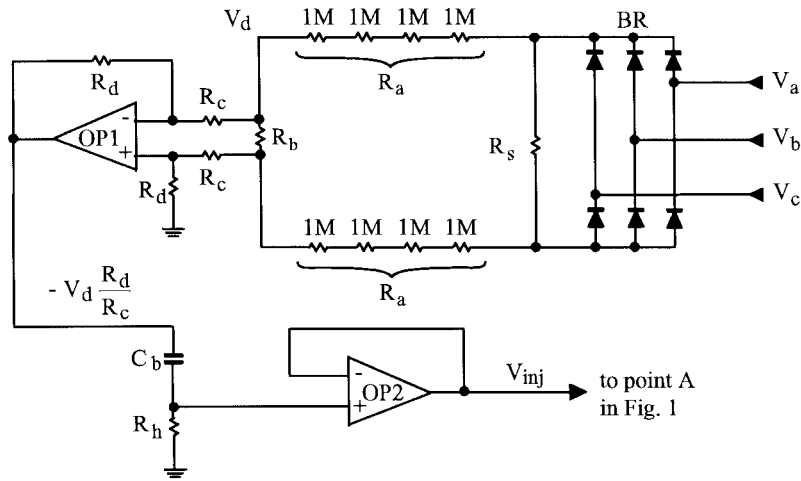 V_d
1M 1M 1M 1M
BR
R_d
R_a
V_a
R_c
-
OP1
R_b
R_s
V_b
+
R_c
R_d
V_c
1M 1M 1M 1M
- V_d R_d/R_c
R_a
C_b
-
OP2
+
V_inj
to point A
in Fig. 1
R_h